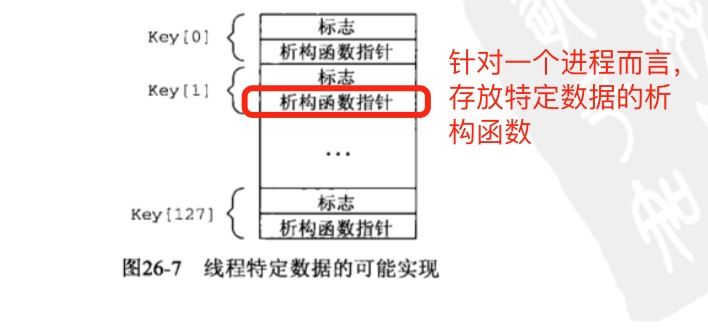 Key[0]
标志
析构函数指针
Key[1]
标志
析构函数指针
...
Key[127]
标志
析构函数指针
图26-7 线程特定数据的可能实现
针对一个进程而言，
存放特定数据的析
构函数